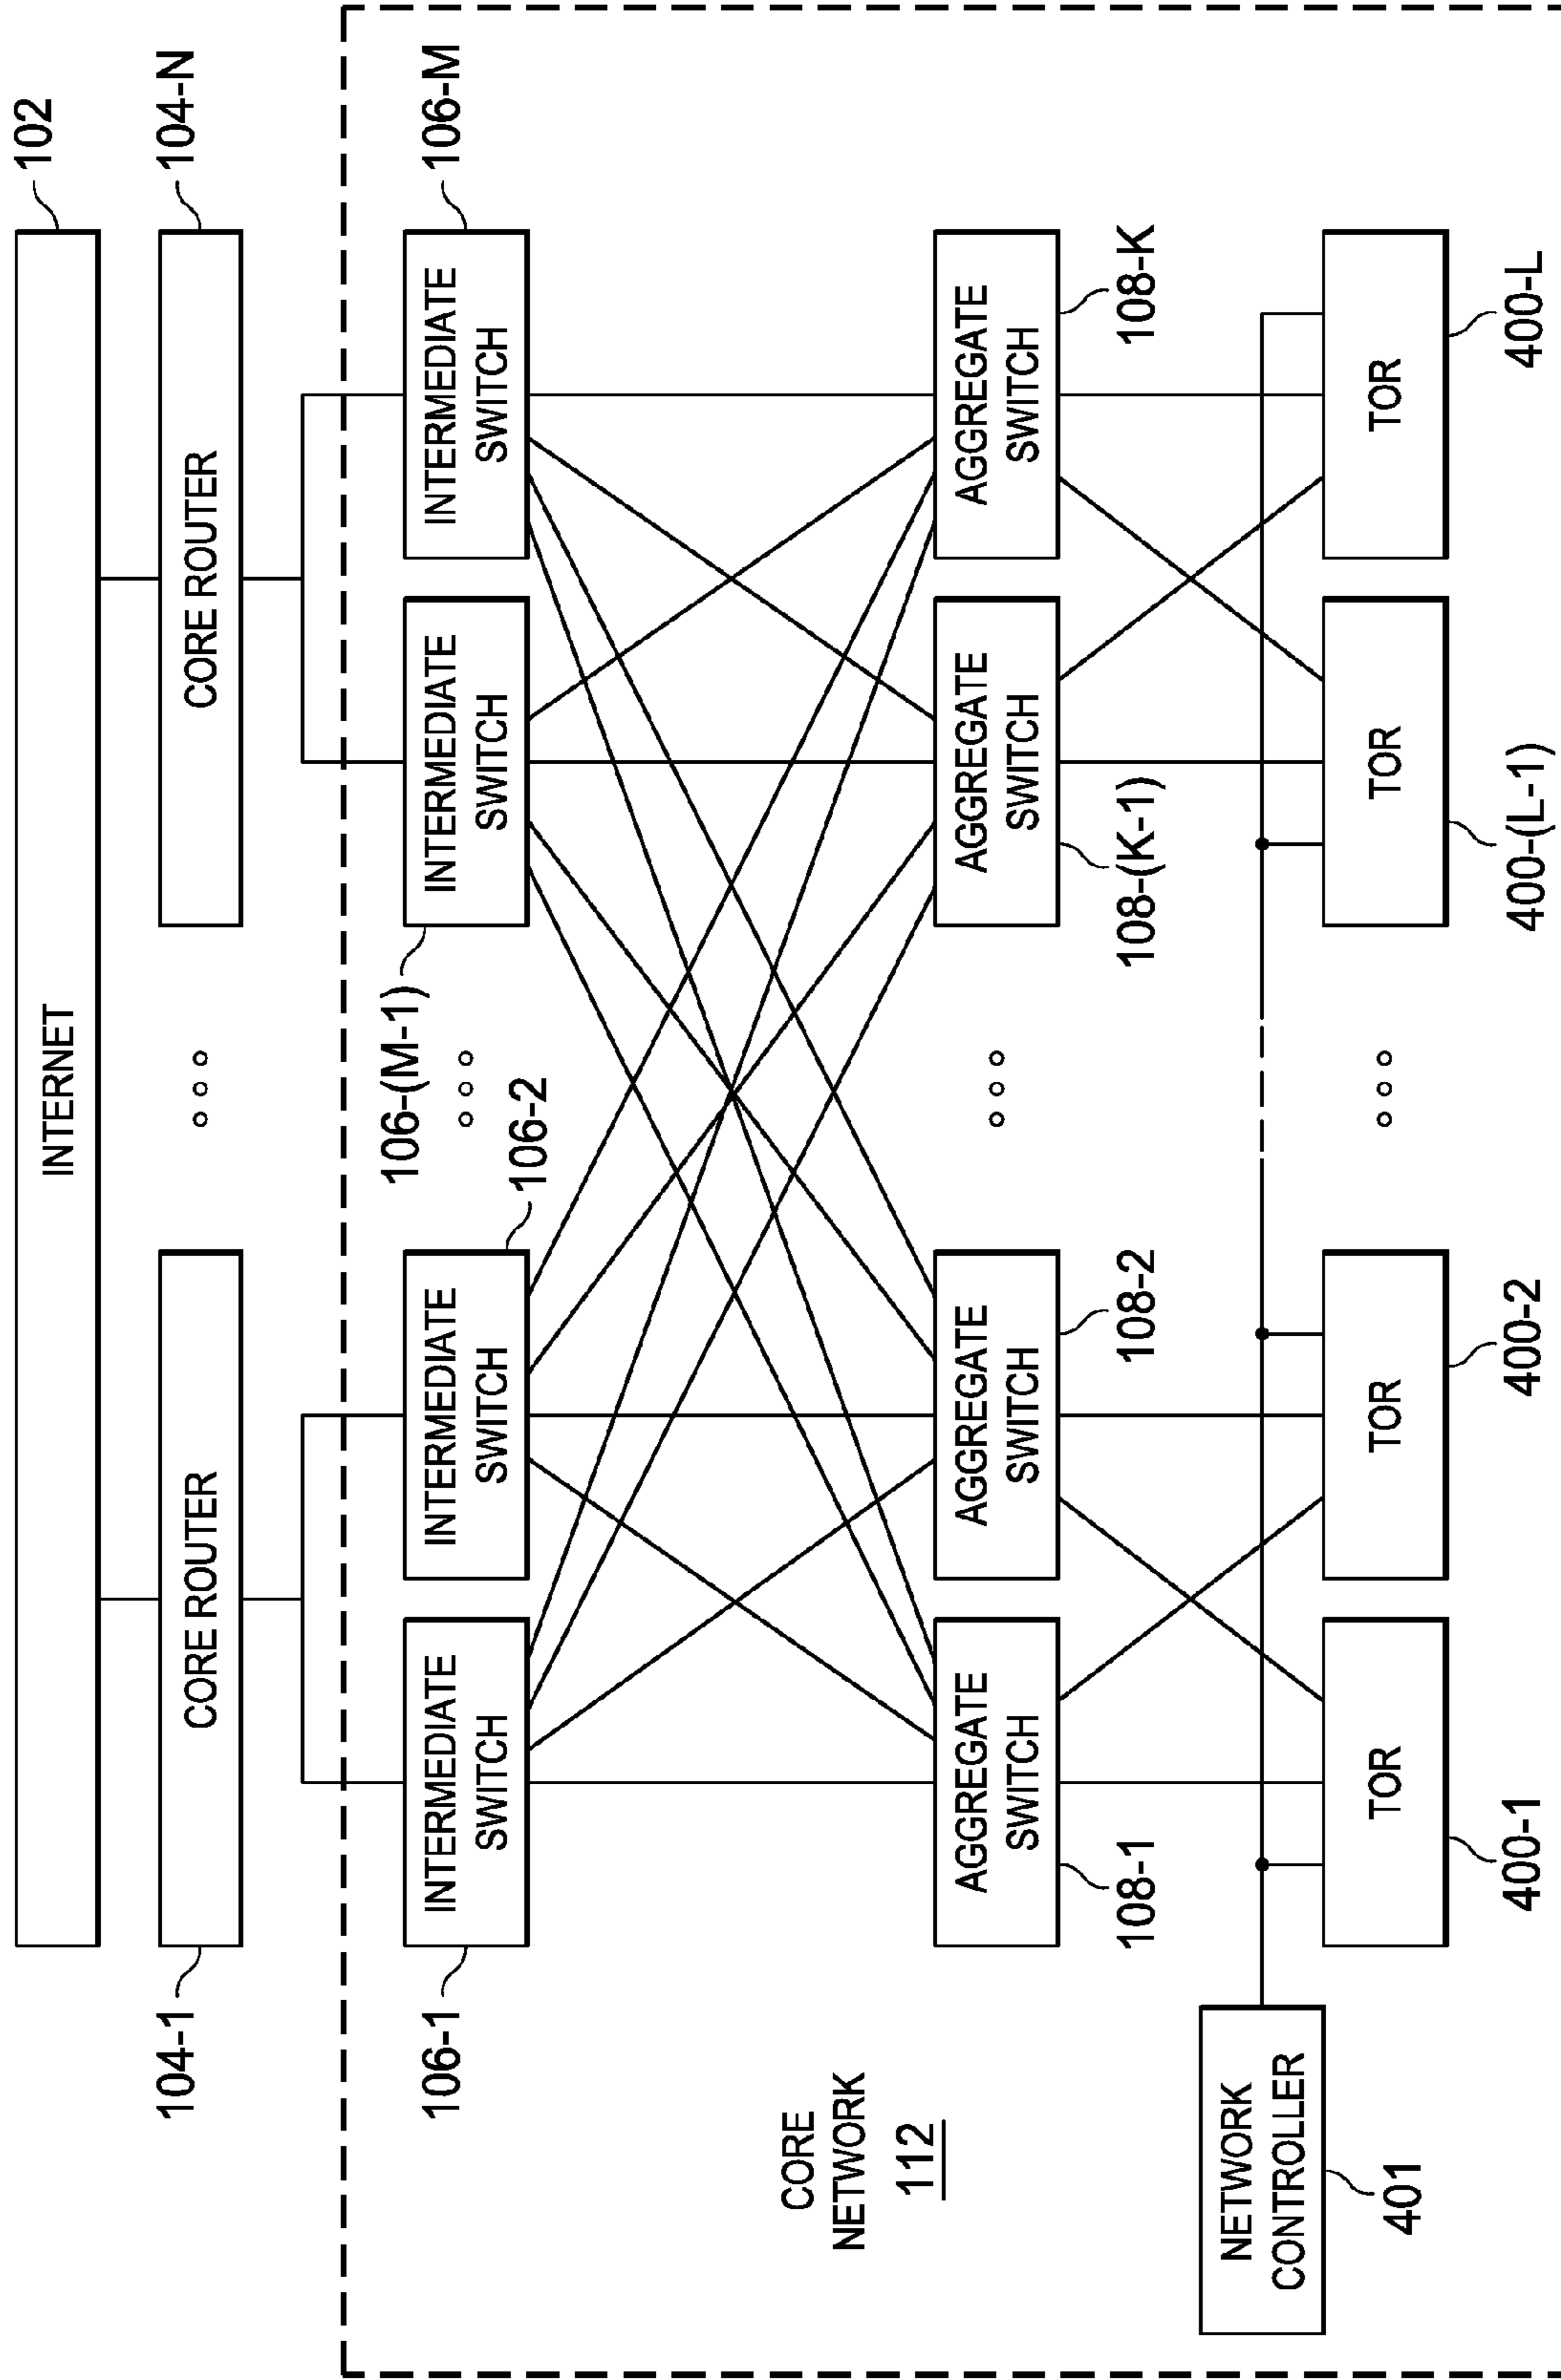 INTERNET
102
104-1
CORE ROUTER
CORE ROUTER
104-N
106-1
INTERMEDIATE
SWITCH
INTERMEDIATE
SWITCH
106-2
106-(M-1)
INTERMEDIATE
SWITCH
INTERMEDIATE
SWITCH
106-M
CORE
NETWORK
112
AGGREGATE
SWITCH
108-1
AGGREGATE
SWITCH
108-2
AGGREGATE
SWITCH
108-(K-1)
AGGREGATE
SWITCH
108-K
NETWORK
CONTROLLER
401
TOR
400-1
TOR
400-2
TOR
400-(L-1)
TOR
400-L